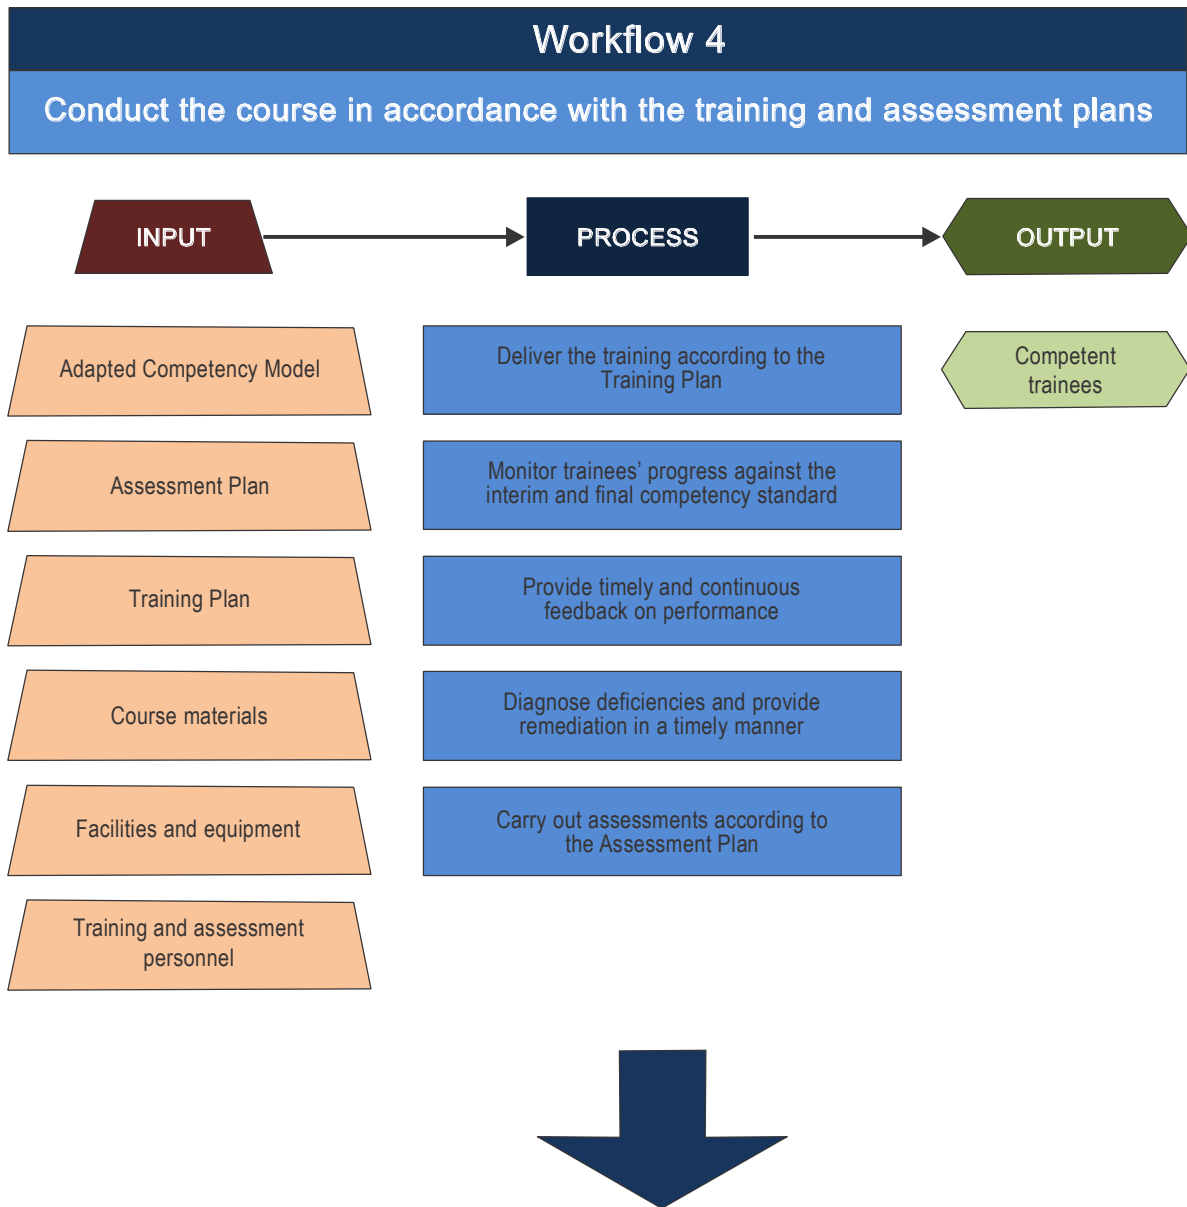 Workflow 4
Conduct the course in accordance with the training and assessment plans
INPUT
PROCESS
OUTPUT
Adapted Competency Model
Assessment Plan
Training Plan
Course materials
Facilities and equipment
Training and assessment
personnel
Deliver the training according to the
Training Plan
Monitor trainees’ progress against the
interim and final competency standard
Provide timely and continuous
feedback on performance
Diagnose deficiencies and provide
remediation in a timely manner
Carry out assessments according to
the Assessment Plan
Competent
trainees